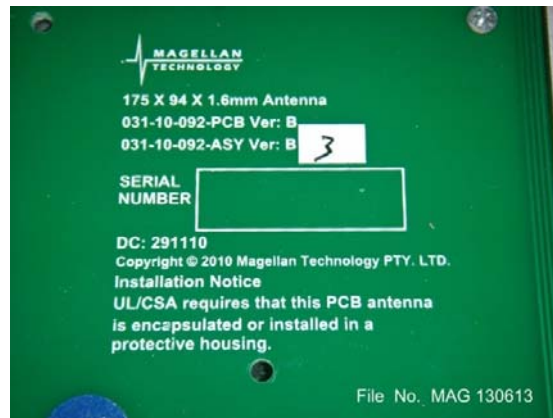 MAGELLAN
TECHNOLOGY
175 X 94 X 1.6mm Antenna
031-10-092-PCB Ver: B
031-10-092-ASY Ver: B
3
SERIAL
NUMBER
DC: 291110
Copyright © 2010 Magellan Technology PTY. LTD.
Installation Notice
UL/CSA requires that this PCB antenna
is encapsulated or installed in a
protective housing.
File No. MAG 130613